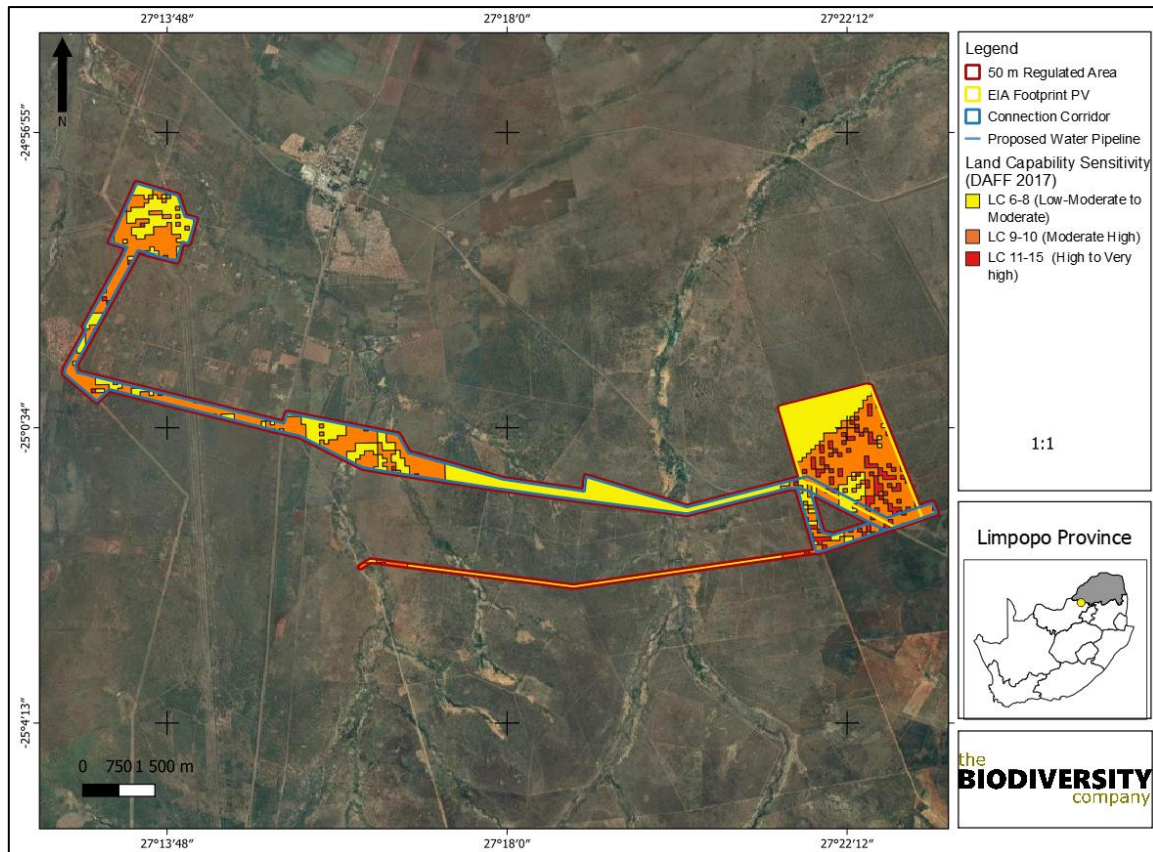 27°13'48" 27°18'0" 27°22'12"
-24°56'55"
-25°0'34"
-25°4'13"
N
0 750 1 500 m
27°13'48" 27°18'0" 27°22'12"
Legend
50 m Regulated Area
EIA Footprint PV
Connection Corridor
Proposed Water Pipeline
Land Capability Sensitivity
(DAFF 2017)
LC 6-8 (Low-Moderate to
Moderate)
LC 9-10 (Moderate High)
LC 11-15 (High to Very
high)
1:1
Limpopo Province
the
BIODIVERSITY
company